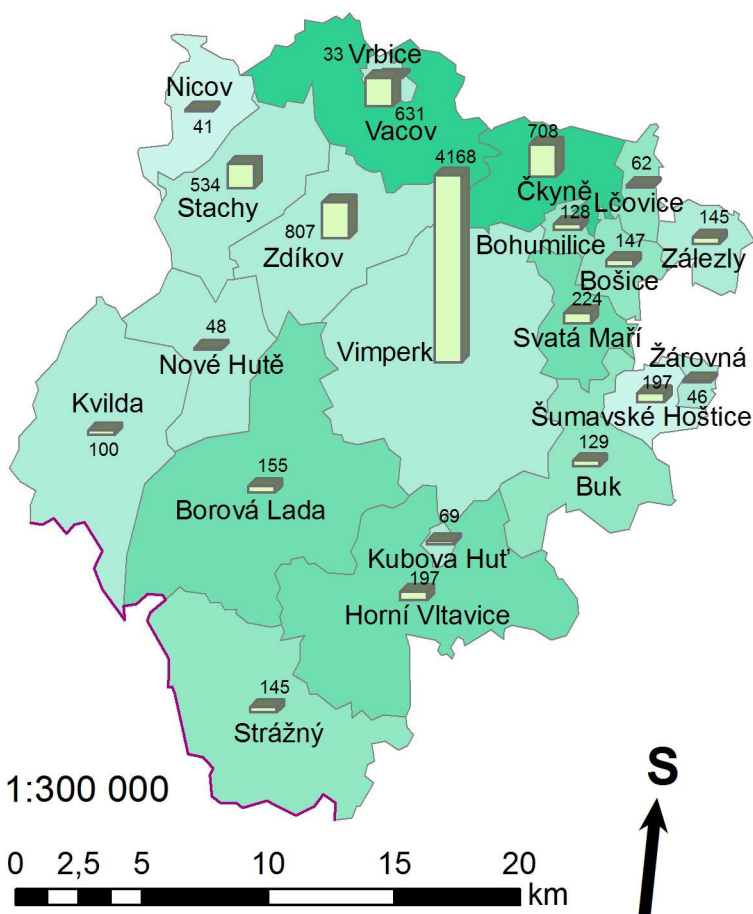 33 Vrbice
Nicov
41
631
Vacov
708
4168
Čkyně
62
Lčovice
534
Stachy
128
Bohumilice
145
Zálezly
807
Zdíkov
147
Bošice
224
Svatá Maří
48
Nové Hutě
Vimperk
Žárovná
46
197
Šumavské Hoštice
Kvilda
100
129
Buk
155
Borová Lada
69
Kubova Huť
197
Horní Vltavice
145
Strážný
S
1:300 000
0 2,5 5 10 15 20
km